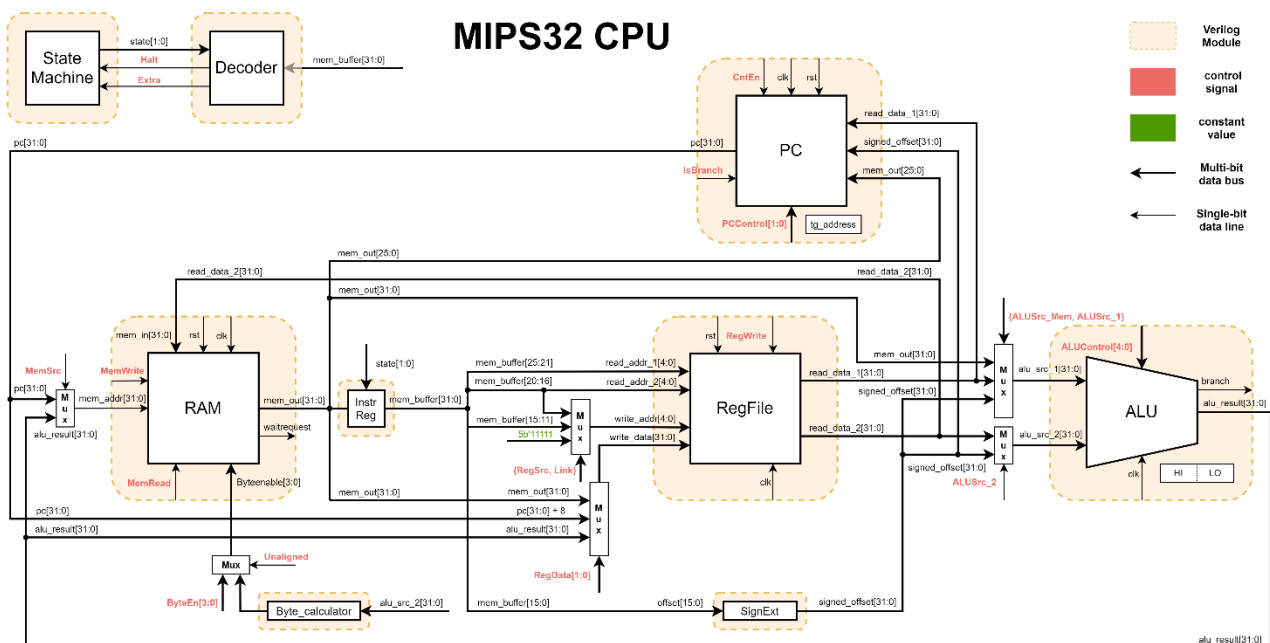 MIPS32 CPU
State
Machine
state[1:0]
Halt
Extra
Decoder
mem_buffer[31:0]
Verilog
Module
control
signal
constant
value
Multi-bit
data bus
Single-bit
data line
CntEn
clk
rst
pc[31:0]
pc[31:0]
PC
read_data_1[31:0]
signed_offset[31:0]
mem_out[25:0]
IsBranch
PCControl[1:0]
tg_address
mem_out[25:0]
read_data_2[31:0]
read_data_2[31:0]
mem_out[31:0]
mem_in[31:0]
rst
clk
MemSrc
MemWrite
pc[31:0]
Mux
mem_addr[31:0]
alu_result[31:0]
RAM
mem_out[31:0]
waitrequest
MemRead
Byteenable[3:0]
state[1:0]
Instr
Reg
mem_buffer[31:0]
mem_buffer[25:21]
read_addr_1[4:0]
mem_buffer[20:16]
read_addr_2[4:0]
mem_buffer[15:11]
5b'11111
Mux
write_addr[4:0]
write_data[31:0]
{RegSrc, Link}
rst
RegWrite
RegFile
clk
read_data_1[31:0]
read_data_2[31:0]
mem_out[31:0]
signed_offset[31:0]
{ALUSrc_Mem, ALUSrc_1}
Mux
alu_src_1[31:0]
Mux
alu_src_2[31:0]
signed_offset[31:0]
ALUSrc_2
ALUControl[4:0]
ALU
branch
alu_result[31:0]
clk
HI
LO
mem_out[31:0]
mem_out[31:0]
pc[31:0]
pc[31:0] + 8
alu_result[31:0]
alu_result[31:0]
Mux
RegData[1:0]
Mux
Unaligned
ByteEn[3:0]
Byte_calculator
alu_src_2[31:0]
mem_buffer[15:0]
offset[15:0]
SignExt
signed_offset[31:0]
alu_result[31:0]